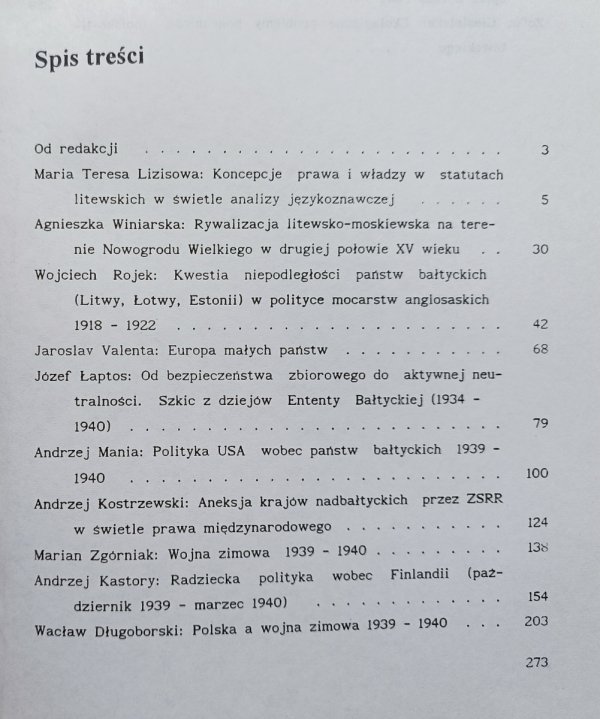 Spis treści
Od redakcji . . . . . . . . . . . . . . . . . . . . . . . 3
Maria Teresa Lizisowa: Koncepcje prawa i władzy w statutach
litewskich w świetle analizy językoznawczej . . . . . . 5
Agnieszka Winiarska: Rywalizacja litewsko-moskiewska na tere-
nie Nowogrodu Wielkiego w drugiej połowie XV wieku . . 30
Wojciech Rojek: Kwestia niepodległości państw bałtyckich
(Litwy, Łotwy, Estonii) w polityce mocarstw anglosaskich
1918 - 1922 . . . . . . . . . . . . . . . . . . . . . 42
Jaroslav Valenta: Europa małych państw . . . . . . . . . . . 68
Józef Łaptos: Od bezpieczeństwa zbiorowego do aktywnej neu-
tralności. Szkic z dziejów Ententy Bałtyckiej (1934 -
1940) . . . . . . . . . . . . . . . . . . . . . . . . 79
Andrzej Mania: Polityka USA wobec państw bałtyckich 1939 -
1940 . . . . . . . . . . . . . . . . . . . . . . . . 100
Andrzej Kostrzewski: Aneksja krajów nadbałtyckich przez ZSRR
w świetle prawa międzynarodowego . . . . . . . . . . . 124
Marian Zgórniak: Wojna zimowa 1939 - 1940 . . . . . . . . . 138
Andrzej Kastory: Radziecka polityka wobec Finlandii (paź-
dziernik 1939 - marzec 1940) . . . . . . . . . . . . . 154
Wacław Długoborski: Polska a wojna zimowa 1939 - 1940 . . . 203
273